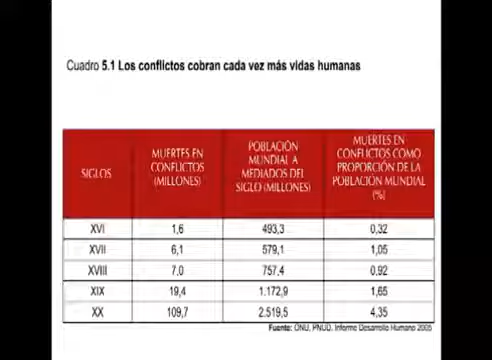 Cuadro 5.1 Los conflictos cobran cada vez más vidas humanas
SIGLOS
MUERTES EN
CONFLICTOS
(MILLONES)
POBLACIÓN
MUNDIAL A
MEDIADOS DEL
SIGLO (MILLONES)
MUERTES EN
CONFLICTOS COMO
PROPORCIÓN DE LA
POBLACIÓN MUNDIAL
(%)
XVI 1,6 493,3 0,32
XVII 6,1 579,1 1,05
XVIII 7,0 757,4 0,92
XIX 19,4 1.172,9 1,65
XX 109,7 2.519,5 4,35
Fuente: ONU, PNUD, Informe Desarrollo Humano 2005